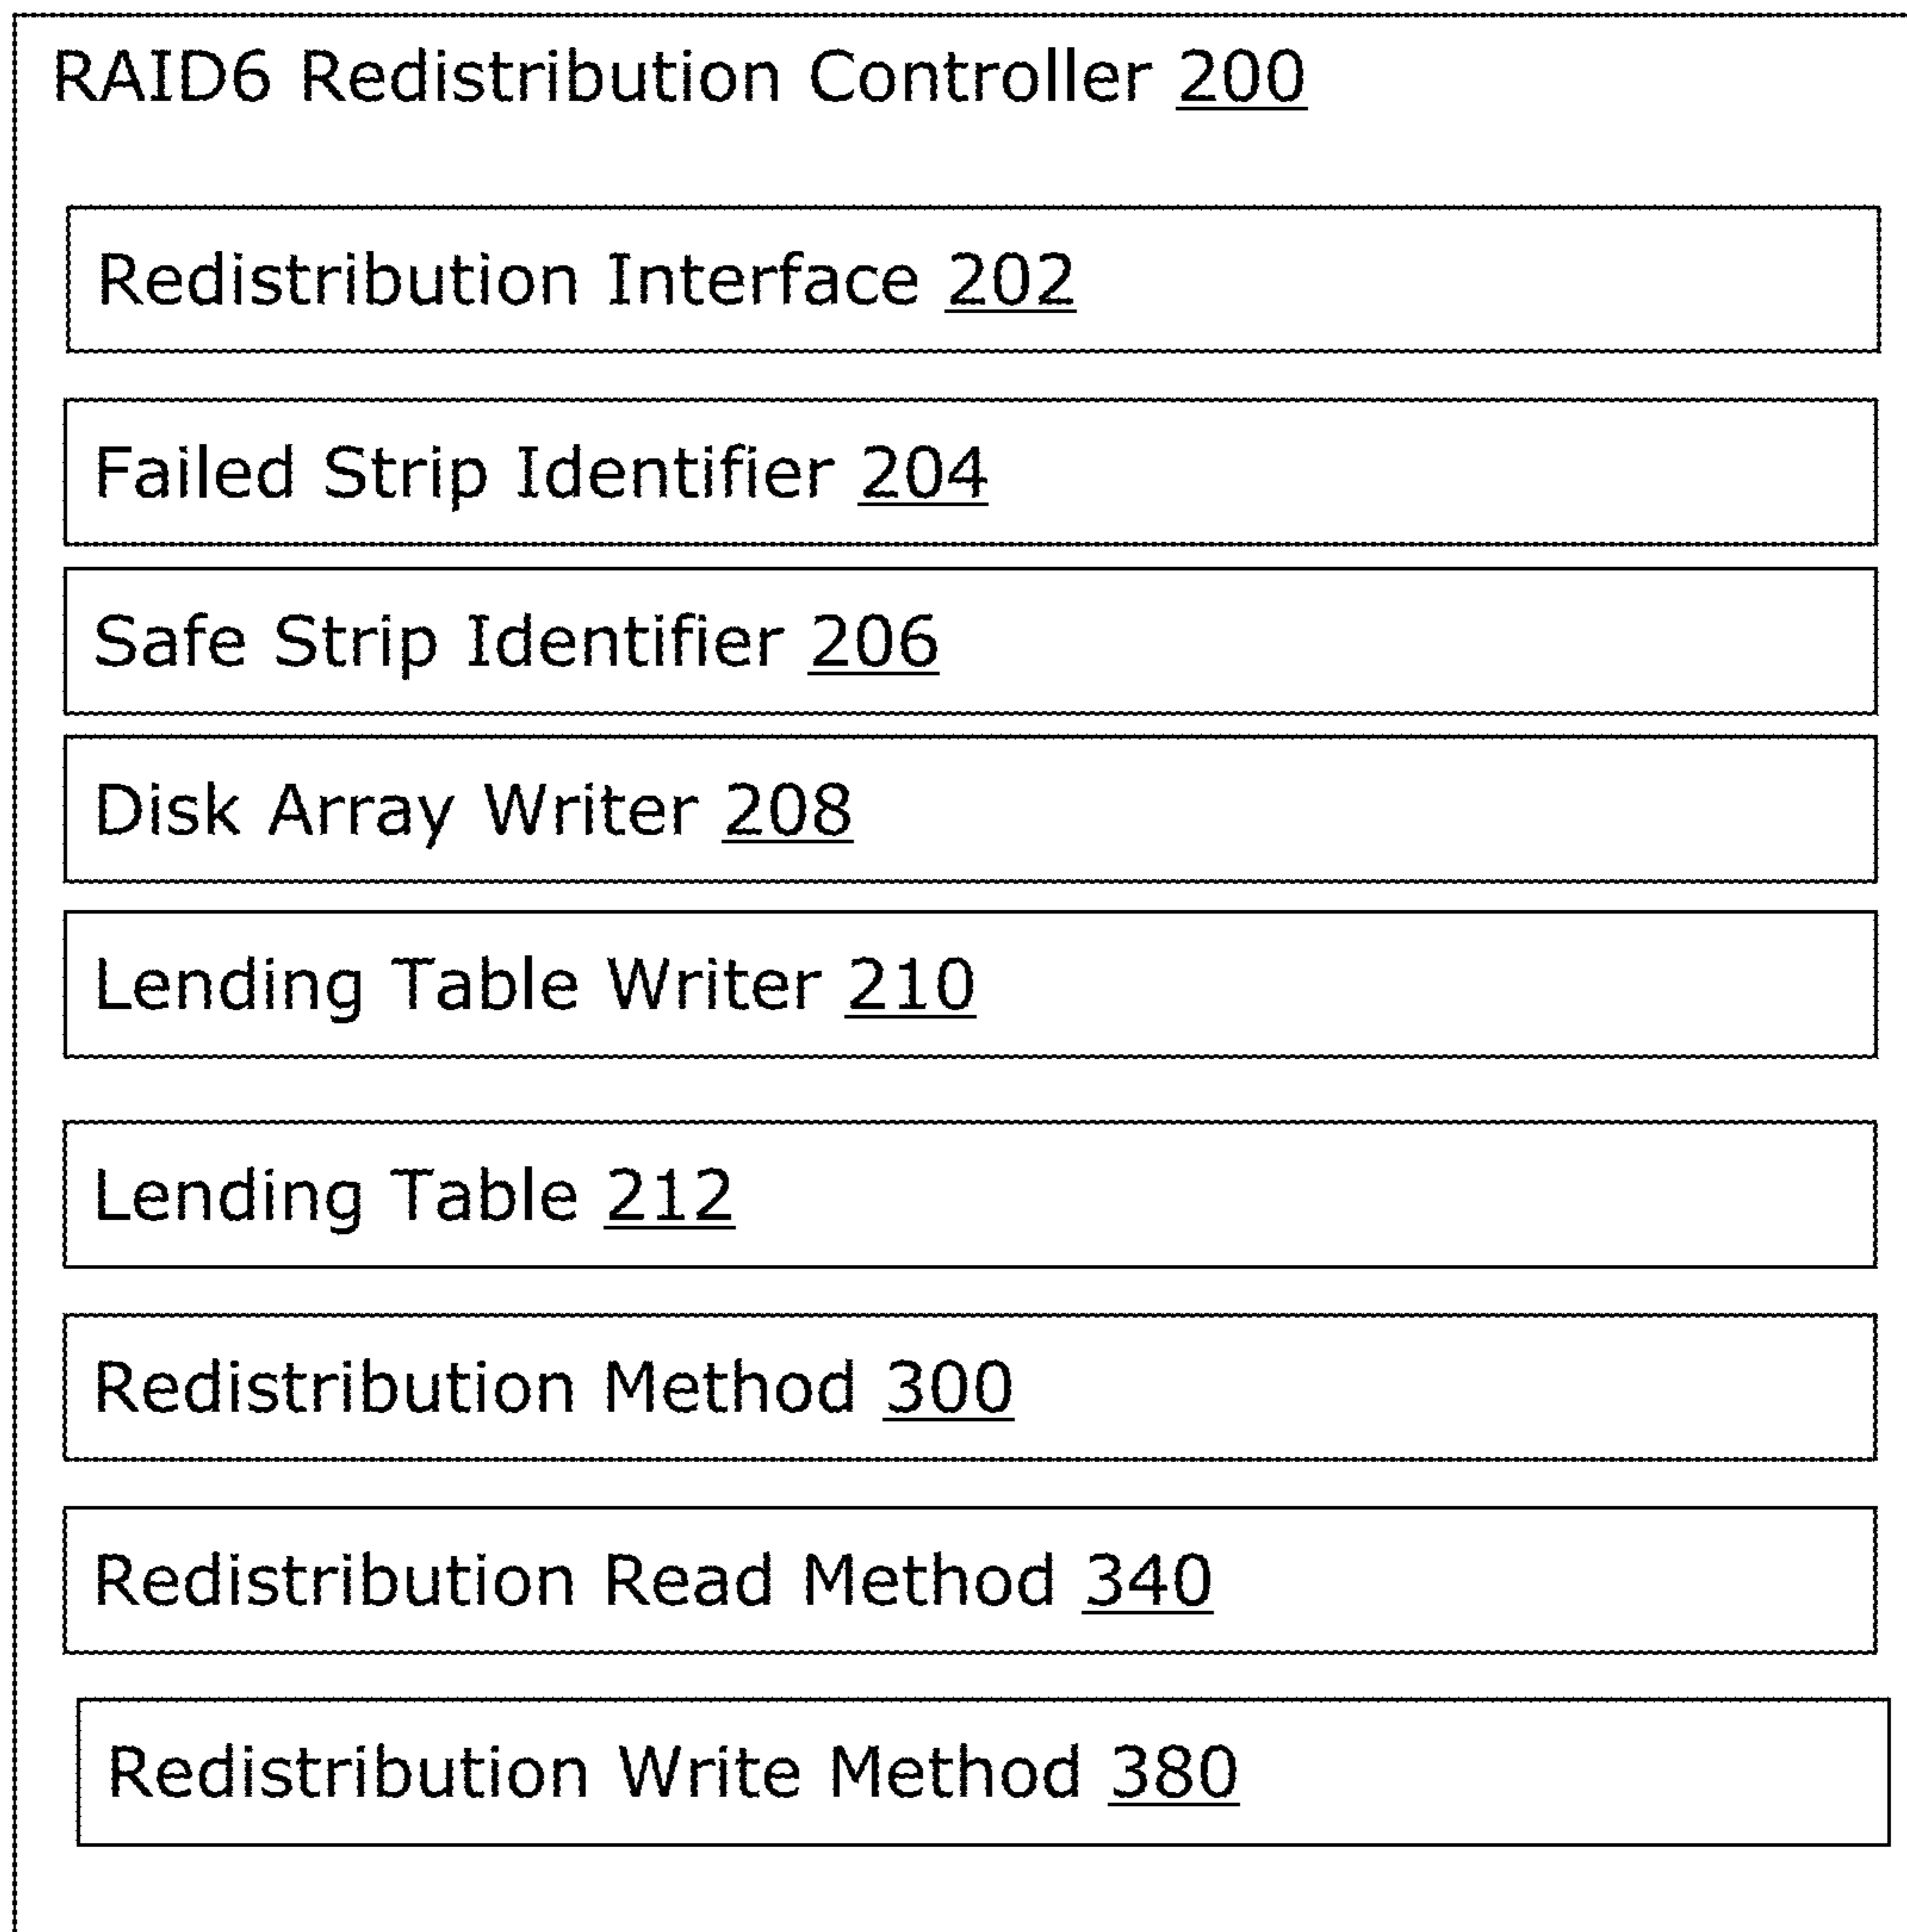 RAID6 Redistribution Controller 200
Redistribution Interface 202
Failed Strip Identifier 204
Safe Strip Identifier 206
Disk Array Writer 208
Lending Table Writer 210
Lending Table 212
Redistribution Method 300
Redistribution Read Method 340
Redistribution Write Method 380